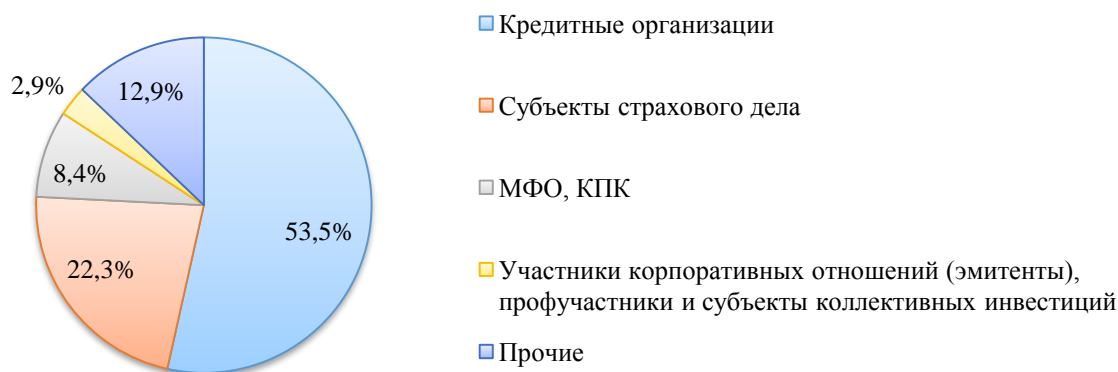 Кредитные организации
2,9%
12,9%
Субъекты страхового дела
8,4%
МФО, КПК
53,5%
22,3%
Участники корпоративных отношений (эмитенты),
профучастники и субъекты коллективных инвестиций
Прочие